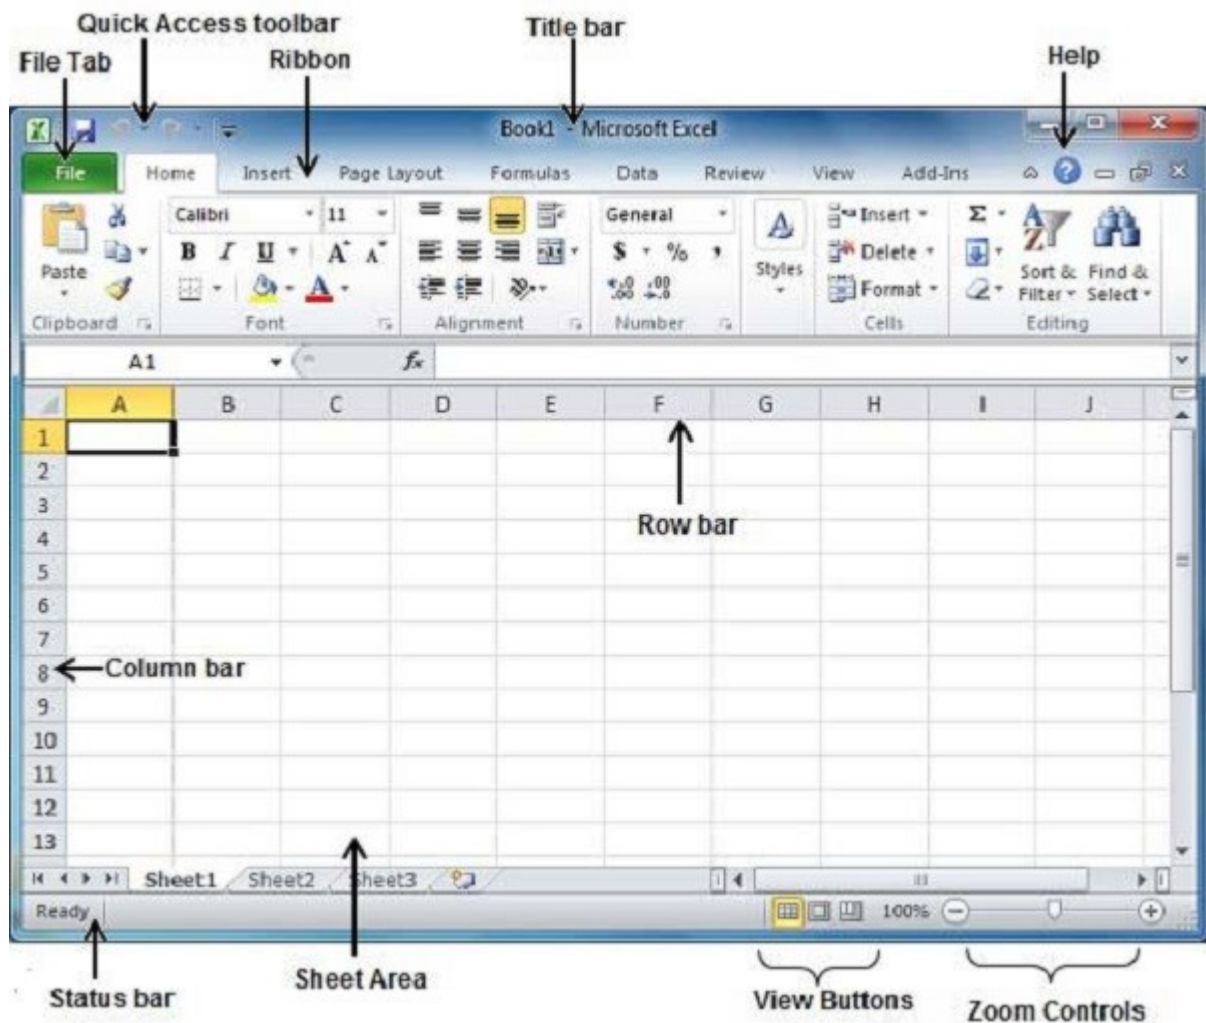 Quick Access toolbar
Title bar
File Tab
Ribbon
Help
Book1 - Microsoft Excel
File Home Insert Page Layout Formulas Data Review View Add-Ins
Calibri 11 General Insert
B I U A A $ % , Delete
Paste Styles Sort & Find &
A Format Filter Select
Clipboard Font Alignment Number Cells Editing
A1 fx
A B C D E F G H I J
1
2
3
4
Row bar
5
6
7
8 Column bar
9
10
11
12
13
Sheet1 Sheet2 Sheet3
Ready 100%
Status bar
Sheet Area
View Buttons
Zoom Controls